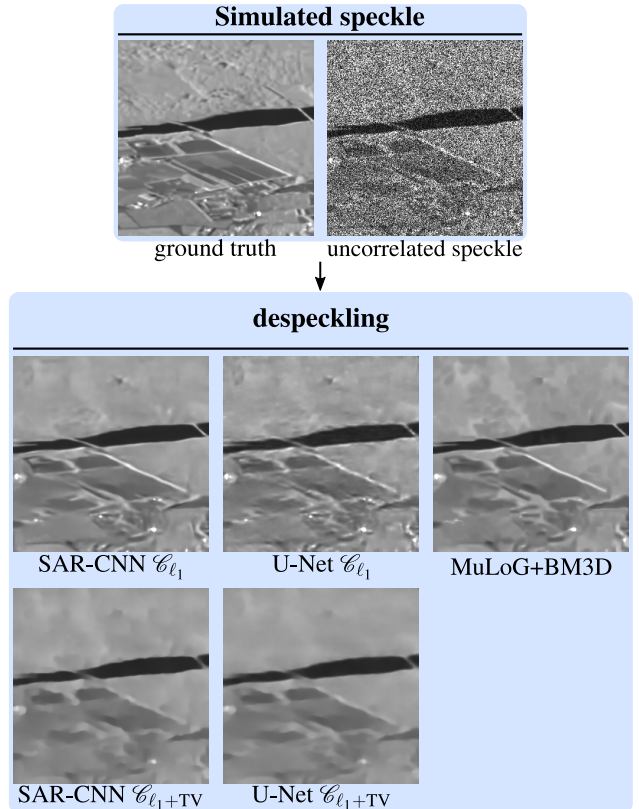 Simulated speckle
ground truth
uncorrelated speckle
despeckling
SAR-CNN 𝒞ℓ₁
U-Net 𝒞ℓ₁
MuLoG+BM3D
SAR-CNN 𝒞ℓ₁+TV
U-Net 𝒞ℓ₁+TV